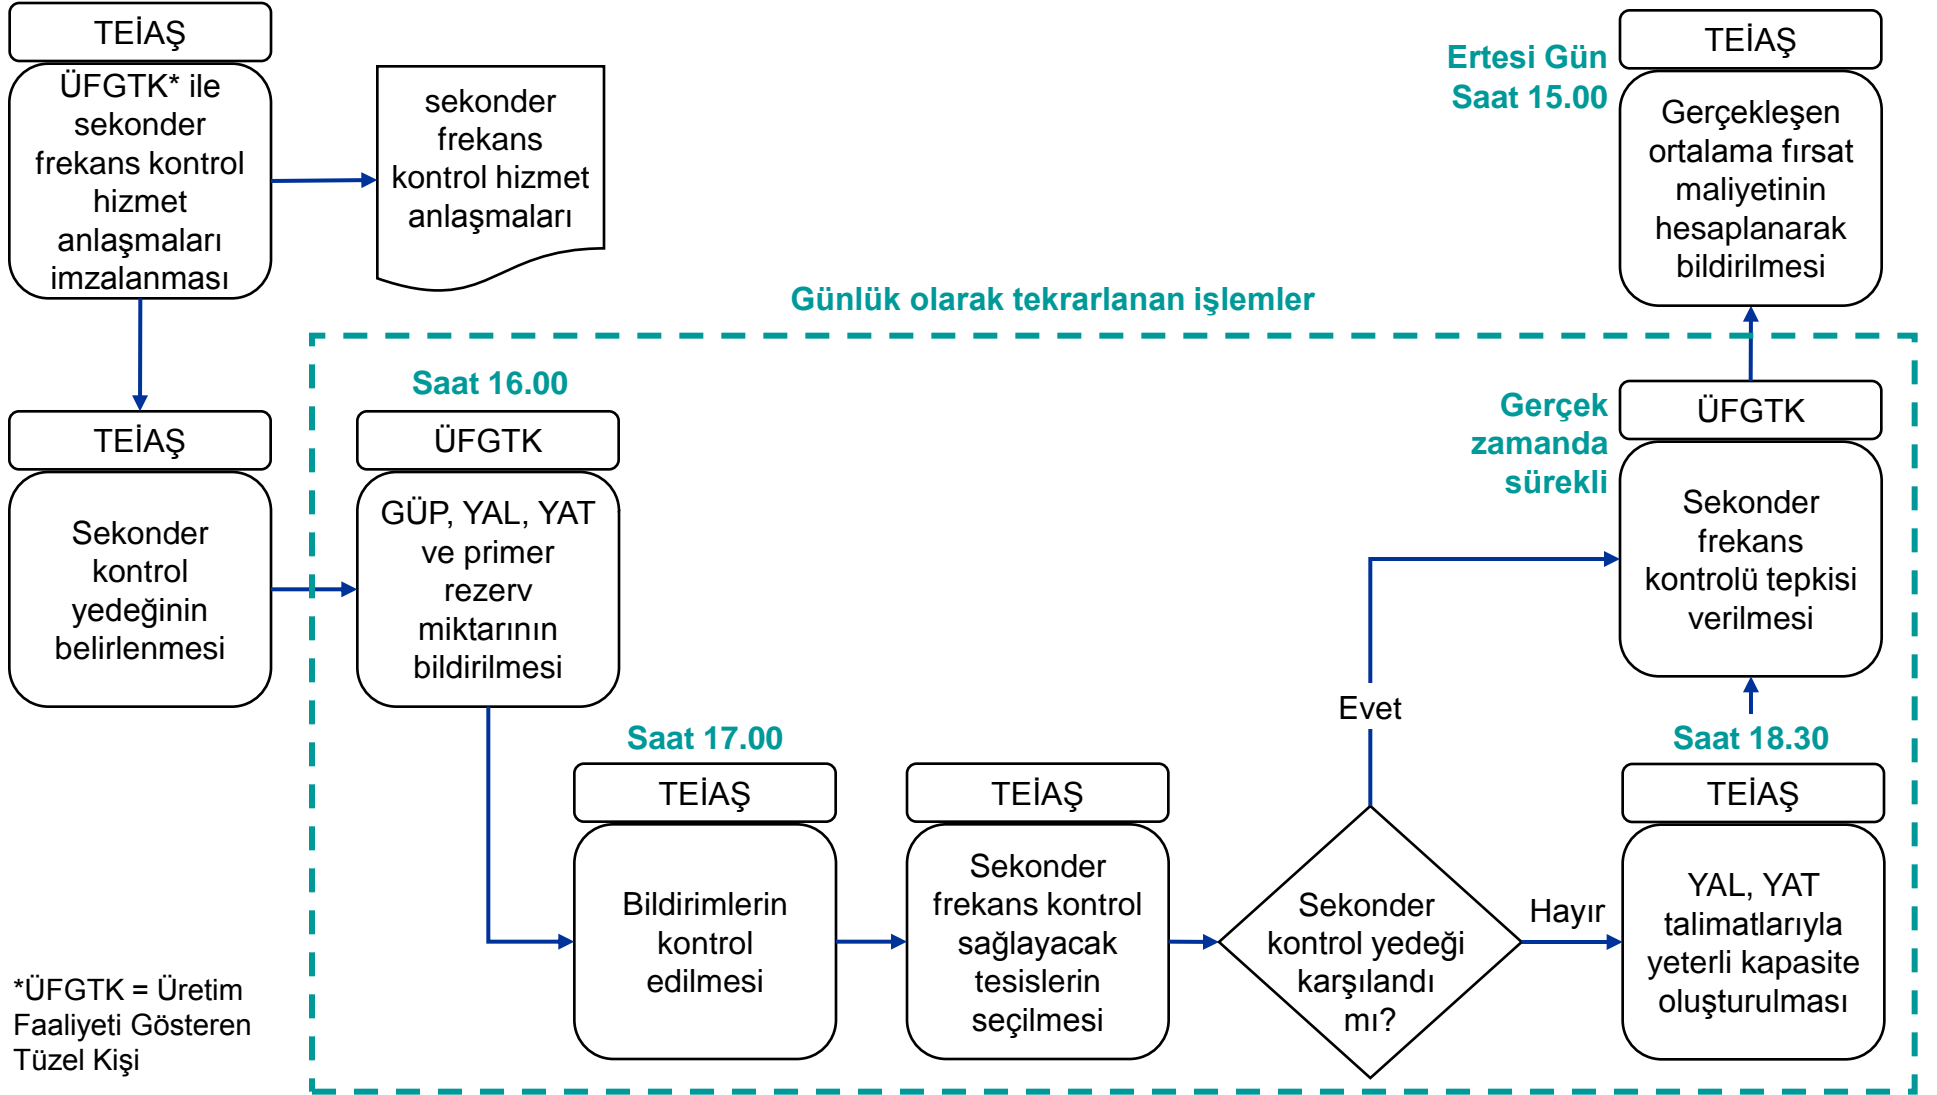 TEİAŞ
ÜFGTK* ile
sekonder
frekans kontrol
hizmet
anlaşmaları
imzalanması
sekonder
frekans
kontrol hizmet
anlaşmaları
Ertesi Gün
Saat 15.00
TEİAŞ
Gerçekleşen
ortalama fırsat
maliyetinin
hesaplanarak
bildirilmesi
Günlük olarak tekrarlanan işlemler
TEİAŞ
Sekonder
kontrol
yedeğinin
belirlenmesi
Saat 16.00
ÜFGTK
GÜP, YAL, YAT
ve primer
rezerv
miktarının
bildirilmesi
Gerçek
zamanda
sürekli
ÜFGTK
Sekonder
frekans
kontrolü tepkisi
verilmesi
Saat 17.00
TEİAŞ
Bildirimlerin
kontrol
edilmesi
TEİAŞ
Sekonder
frekans kontrol
sağlayacak
tesislerin
seçilmesi
Evet
Sekonder
kontrol yedeği
karşılandı
mı?
Hayır
Saat 18.30
TEİAŞ
YAL, YAT
talimatlarıyla
yeterli kapasite
oluşturulması
*ÜFGTK = Üretim
Faaliyeti Gösteren
Tüzel Kişi